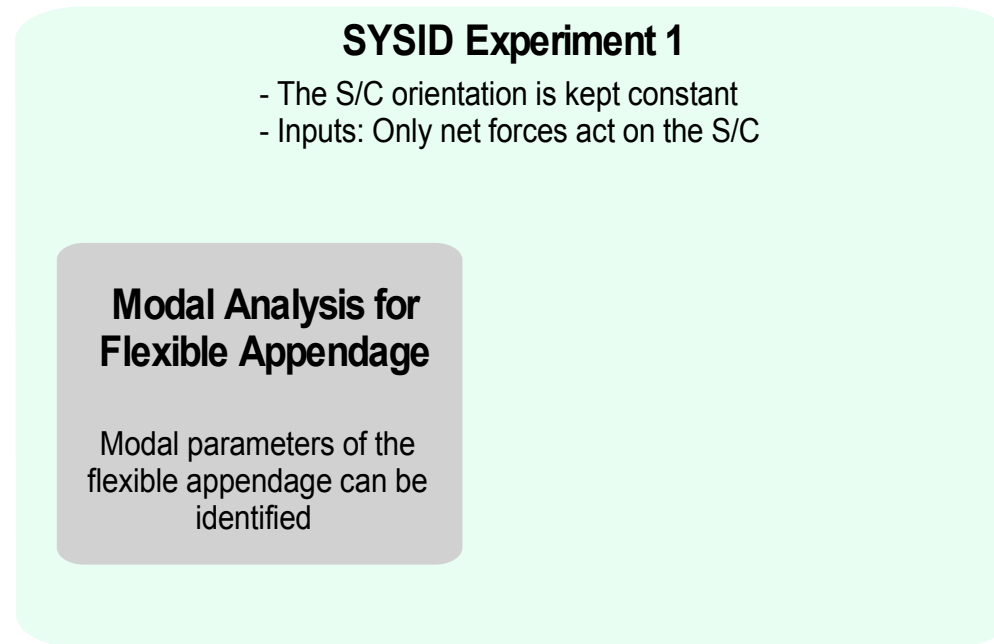 SYSID Experiment 1
- The S/C orientation is kept constant
- Inputs: Only net forces act on the S/C
Modal Analysis for
Flexible Appendage
Modal parameters of the
flexible appendage can be
identified